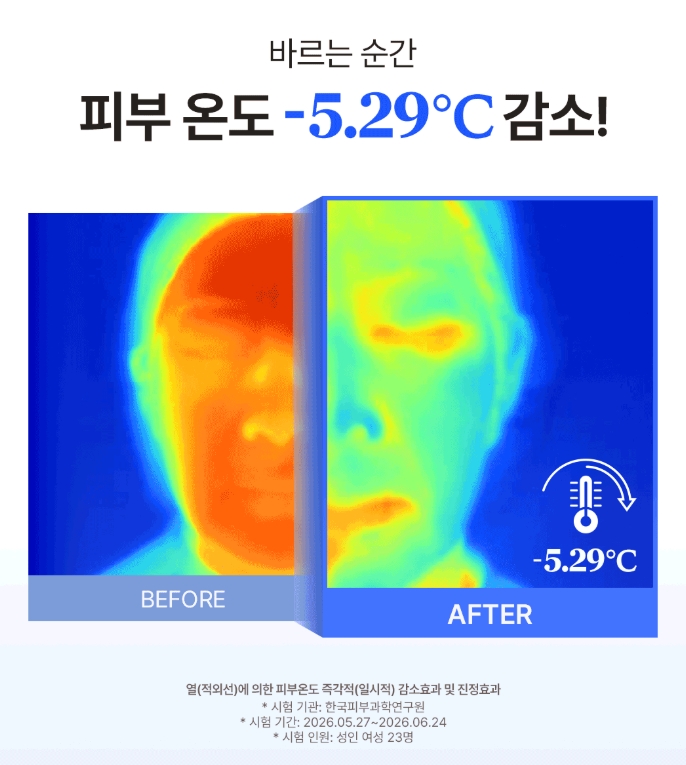 바르는 순간
피부 온도 -5.29℃ 감소!
-5.29℃
BEFORE
AFTER
열(적외선)에 의한 피부온도 즉각적(일시적) 감소효과 및 진정효과
* 시험 기관: 한국피부과학연구원
* 시험 기간: 2026.05.27~2026.06.24
* 시험 인원: 성인 여성 23명